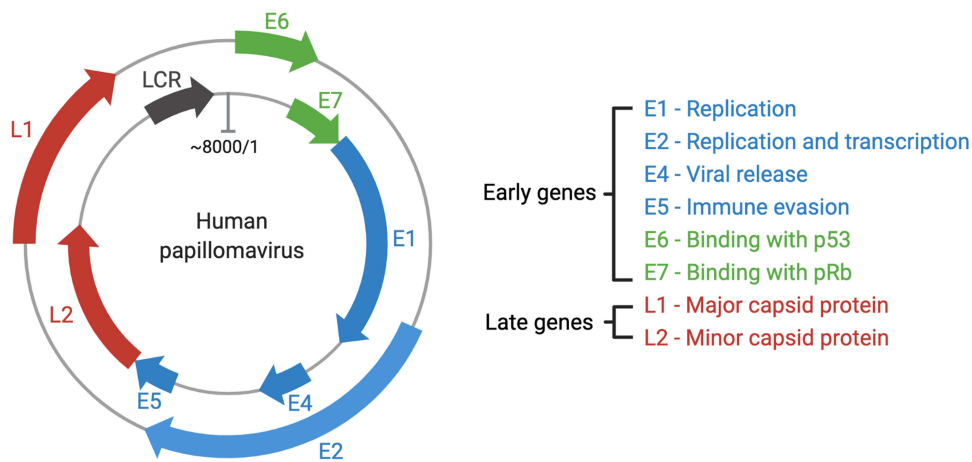 E6
LCR
E7
L1
~8000/1
Human
papillomavirus
E1
L2
E5
E4
E2
Early genes
E1 - Replication
E2 - Replication and transcription
E4 - Viral release
E5 - Immune evasion
E6 - Binding with p53
E7 - Binding with pRb
Late genes
L1 - Major capsid protein
L2 - Minor capsid protein